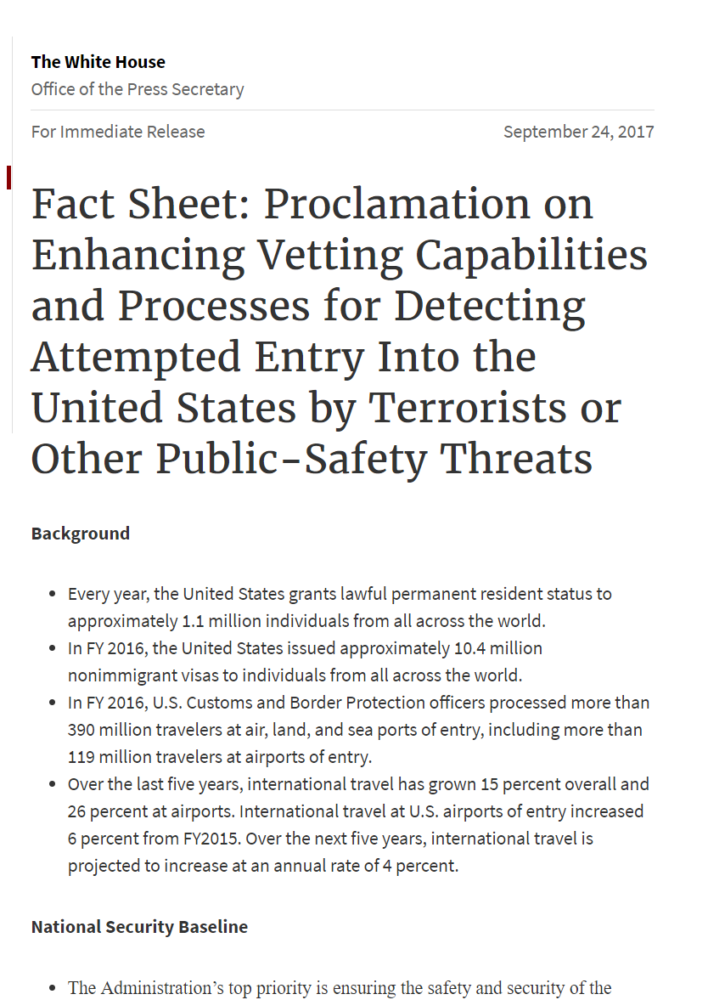 The White House
Office of the Press Secretary
For Immediate Release September 24, 2017
Fact Sheet: Proclamation on
Enhancing Vetting Capabilities
and Processes for Detecting
Attempted Entry Into the
United States by Terrorists or
Other Public-Safety Threats
Background
• Every year, the United States grants lawful permanent resident status to
approximately 1.1 million individuals from all across the world.
• In FY 2016, the United States issued approximately 10.4 million
nonimmigrant visas to individuals from all across the world.
• In FY 2016, U.S. Customs and Border Protection officers processed more than
390 million travelers at air, land, and sea ports of entry, including more than
119 million travelers at airports of entry.
• Over the last five years, international travel has grown 15 percent overall and
26 percent at airports. International travel at U.S. airports of entry increased
6 percent from FY2015. Over the next five years, international travel is
projected to increase at an annual rate of 4 percent.
National Security Baseline
• The Administration’s top priority is ensuring the safety and security of the